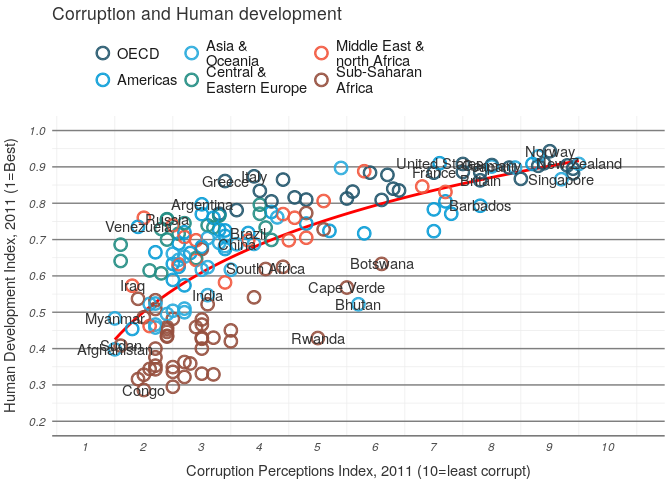 Corruption and Human development
OECD
Asia &
Oceania
Middle East &
north Africa
Americas
Central &
Eastern Europe
Sub-Saharan
Africa
Human Development Index, 2011 (1=Best)
1.0
0.9
0.8
0.7
0.6
0.5
0.4
0.3
0.2
Norway
United States
Germany
New Zealand
France
Italy
Greece
Britain
Singapore
Argentina
Barbados
Russia
Venezuela
Brazil
China
South Africa
Botswana
Iraq
Cape Verde
India
Bhutan
Myanmar
Rwanda
Sudan
Afghanistan
Congo
1 2 3 4 5 6 7 8 9 10
Corruption Perceptions Index, 2011 (10=least corrupt)